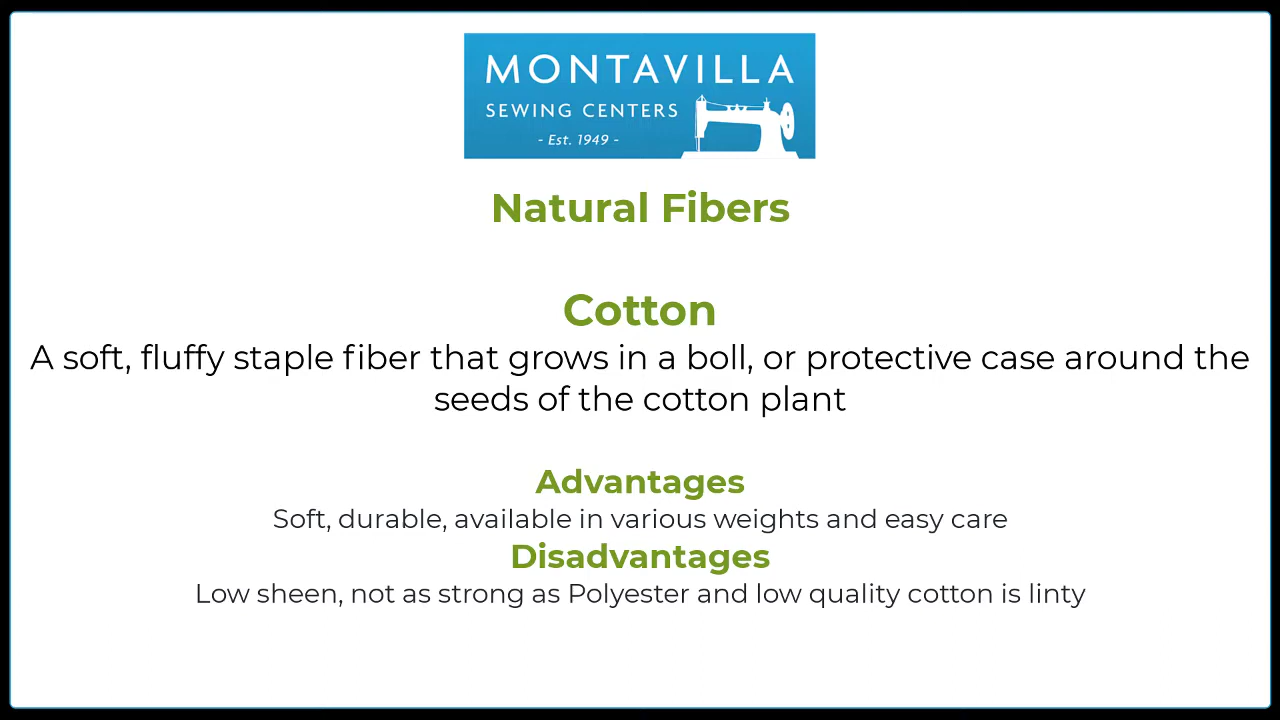 MONTAVILLA
SEWING CENTERS
- Est. 1949 -
Natural Fibers
Cotton
A soft, fluffy staple fiber that grows in a boll, or protective case around the
seeds of the cotton plant
Advantages
Soft, durable, available in various weights and easy care
Disadvantages
Low sheen, not as strong as Polyester and low quality cotton is linty